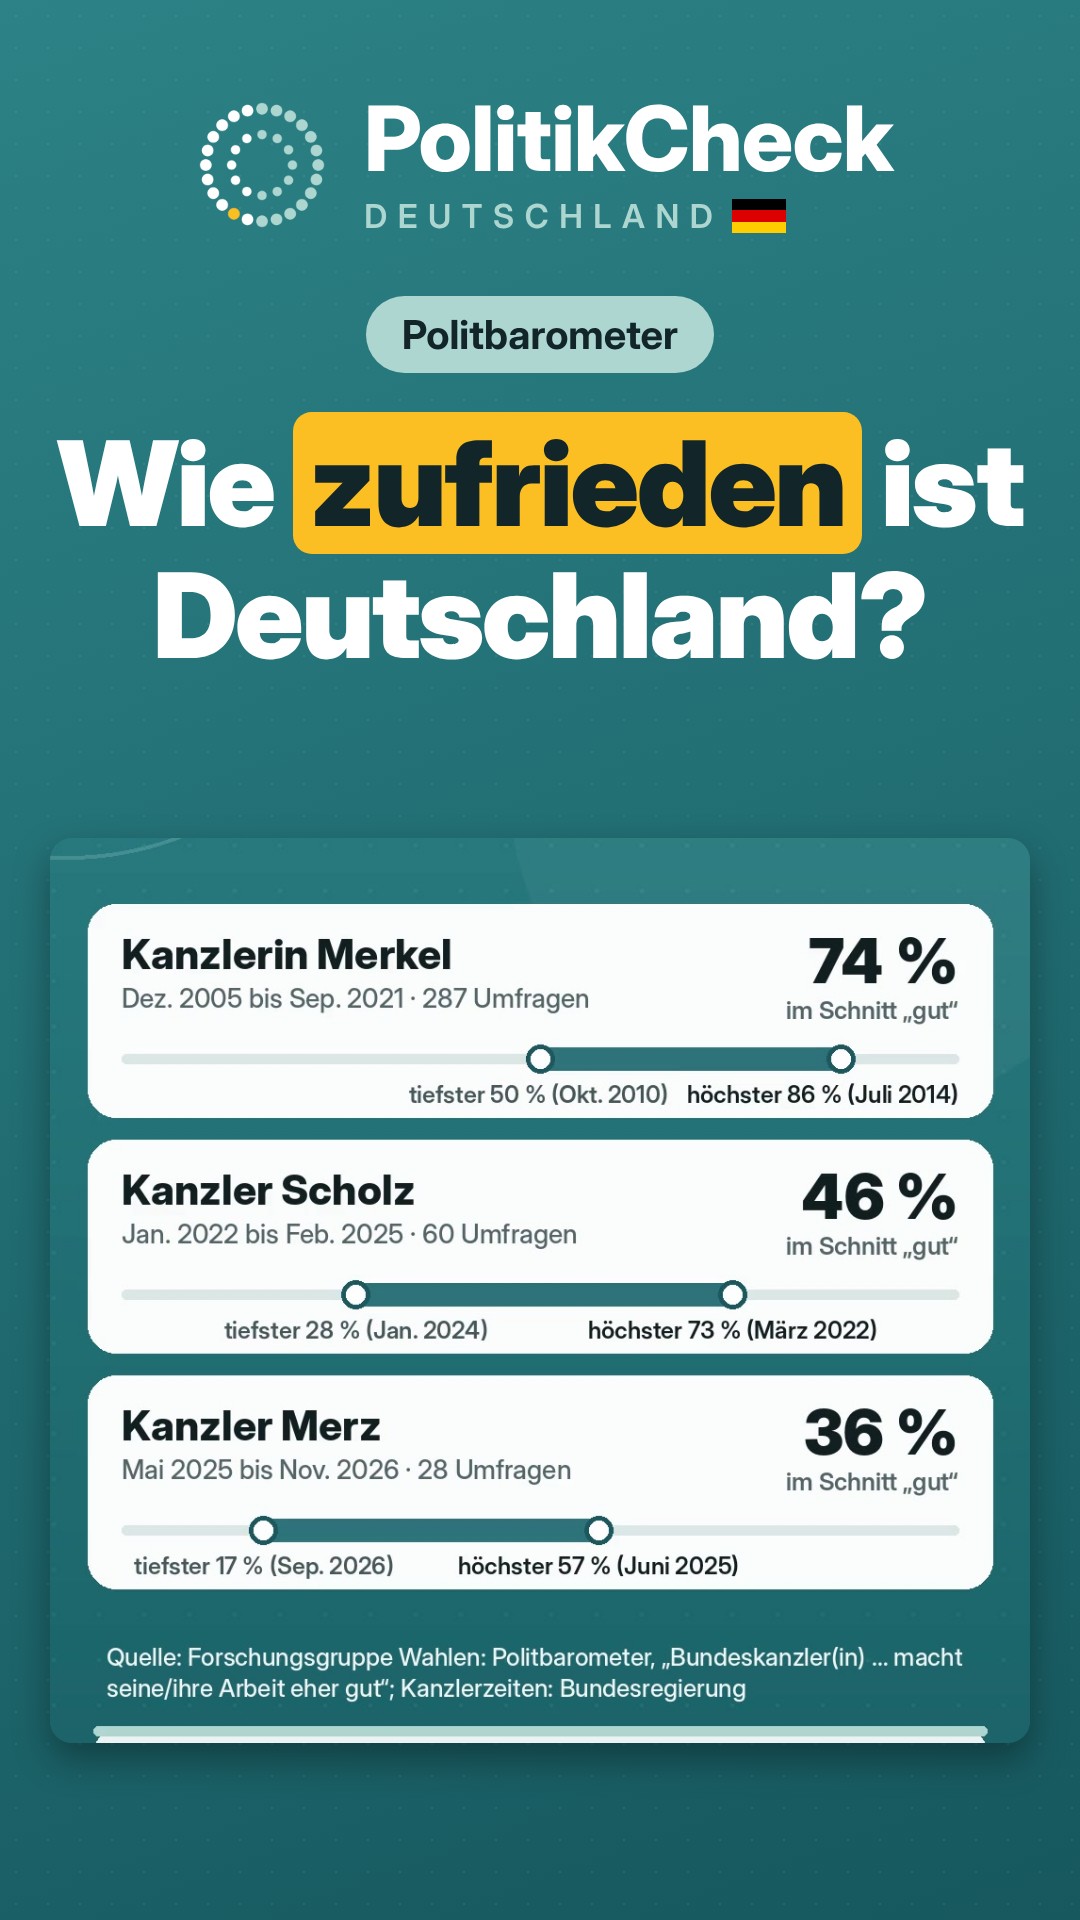 PolitikCheck
DEUTSCHLAND
Politbarometer
Wie zufrieden ist
Deutschland?
Kanzlerin Merkel
74 %
Dez. 2005 bis Sep. 2021 · 287 Umfragen
im Schnitt „gut“
tiefster 50 % (Okt. 2010) höchster 86 % (Juli 2014)
Kanzler Scholz
46 %
Jan. 2022 bis Feb. 2025 · 60 Umfragen
im Schnitt „gut“
tiefster 28 % (Jan. 2024) höchster 73 % (März 2022)
Kanzler Merz
36 %
Mai 2025 bis Nov. 2026 · 28 Umfragen
im Schnitt „gut“
tiefster 17 % (Sep. 2026) höchster 57 % (Juni 2025)
Quelle: Forschungsgruppe Wahlen: Politbarometer, „Bundeskanzler(in) ... macht
seine/ihre Arbeit eher gut“; Kanzlerzeiten: Bundesregierung